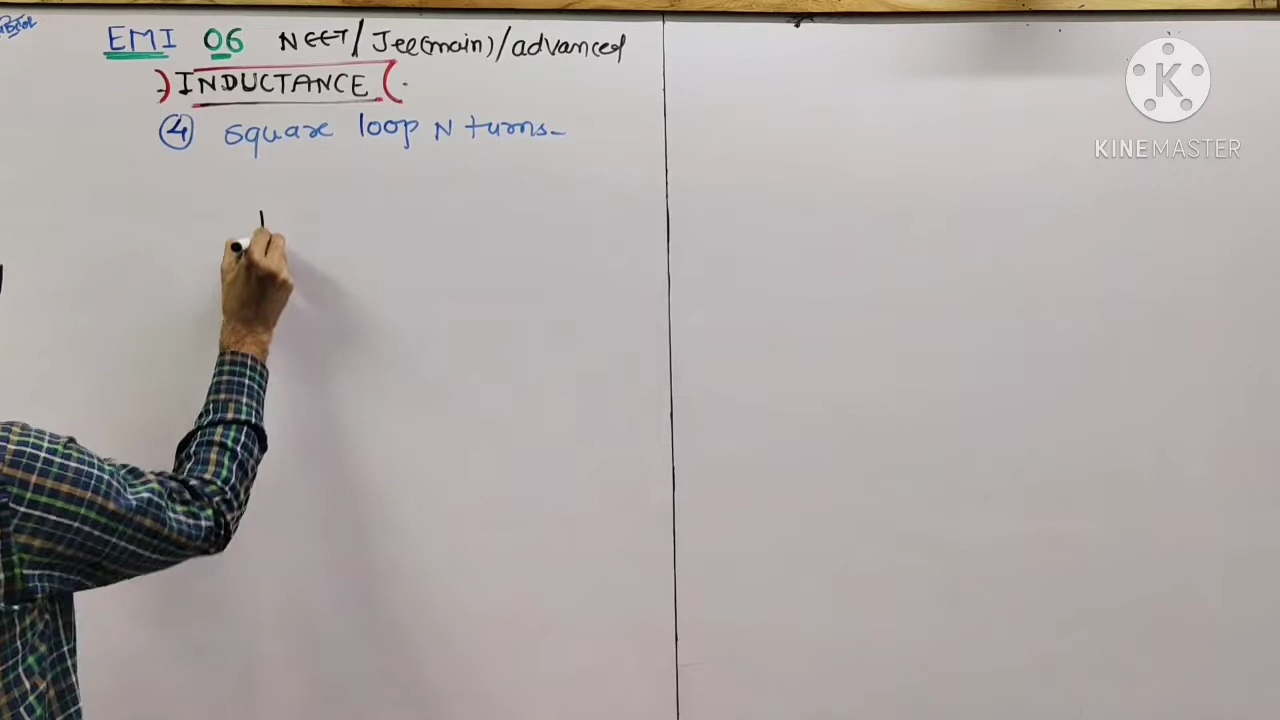 EMI 06 NEET/Jee(main)/advanced
INDUCTANCE
④ square loop N turns-
K
KINEMASTER